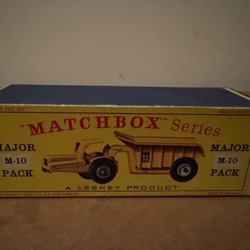 "MATCHBOX" Series
MAJOR
M-10
PACK
MAJOR
M-10
PACK
A LESNEY PRODUCT